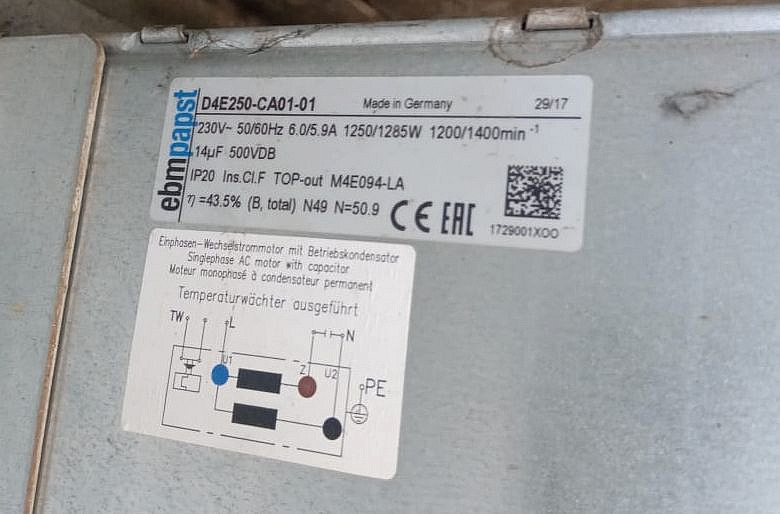 ebmpapst
D4E250-CA01-01 Made in Germany 29/17
230V~ 50/60Hz 6.0/5.9A 1250/1285W 1200/1400min -1
14µF 500VDB
IP20 Ins.Cl.F TOP-out M4E094-LA
η =43.5% (B, total) N49 N=50.9 CE EAC
1729001XOO
Einphasen-Wechselstrommotor mit Betriebskondensator
Singlephase AC motor with capacitor
Moteur monophasé à condensateur permanent
Temperaturwächter ausgeführt
TW L N
U1 Z U2 PE